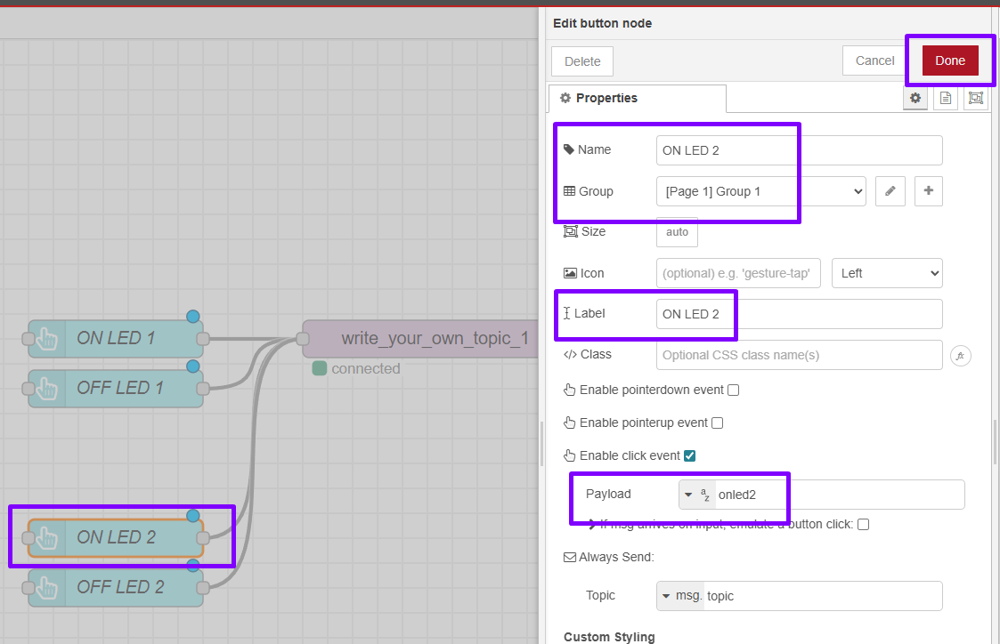 Edit button node
Delete
Cancel
Done
Properties
Name
ON LED 2
Group
[Page 1] Group 1
Size
auto
Icon
(optional) e.g. 'gesture-tap'
Left
Label
ON LED 2
</> Class
Optional CSS class name(s)
fx
Enable pointerdown event
Enable pointerup event
Enable click event
Payload
az
onled2
If msg arrives on input, emulate a button click:
Always Send:
Topic
msg. topic
Custom Styling
ON LED 1
OFF LED 1
write_your_own_topic_1
connected
ON LED 2
OFF LED 2